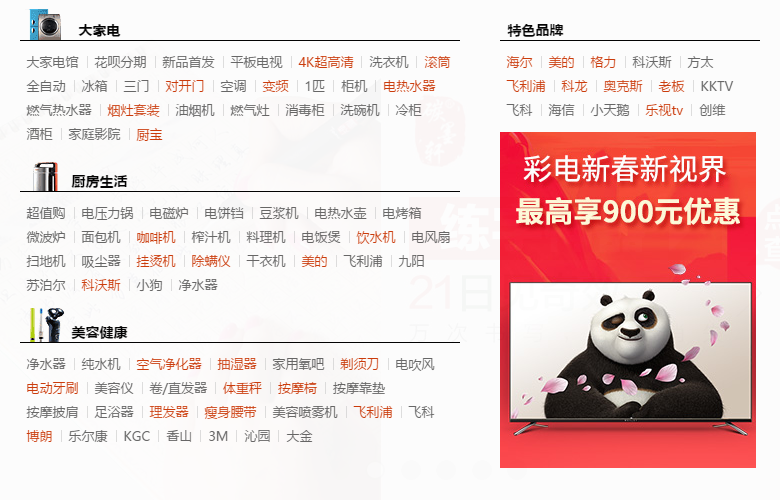 大家电
大家电馆 花呗分期 新品首发 平板电视 4K超高清 洗衣机 滚筒
全自动 冰箱 三门 对开门 空调 变频 1匹 柜机 电热水器
燃气热水器 烟灶套装 油烟机 燃气灶 消毒柜 洗碗机 冷柜
酒柜 家庭影院 厨宝
厨房生活
超值购 电压力锅 电磁炉 电饼铛 豆浆机 电热水壶 电烤箱
微波炉 面包机 咖啡机 榨汁机 料理机 电饭煲 饮水机 电风扇
扫地机 吸尘器 挂烫机 除螨仪 干衣机 美的 飞利浦 九阳
苏泊尔 科沃斯 小狗 净水器
美容健康
净水器 纯水机 空气净化器 抽湿器 家用氧吧 剃须刀 电吹风
电动牙刷 美容仪 卷/直发器 体重秤 按摩椅 按摩靠垫
按摩披肩 足浴器 理发器 瘦身腰带 美容喷雾机 飞利浦 飞科
博朗 乐尔康 KGC 香山 3M 沁园 大金
特色品牌
海尔 美的 格力 科沃斯 方太
飞利浦 科龙 奥克斯 老板 KKTV
飞科 海信 小天鹅 乐视tv 创维
彩电新春新视界
最高享900元优惠